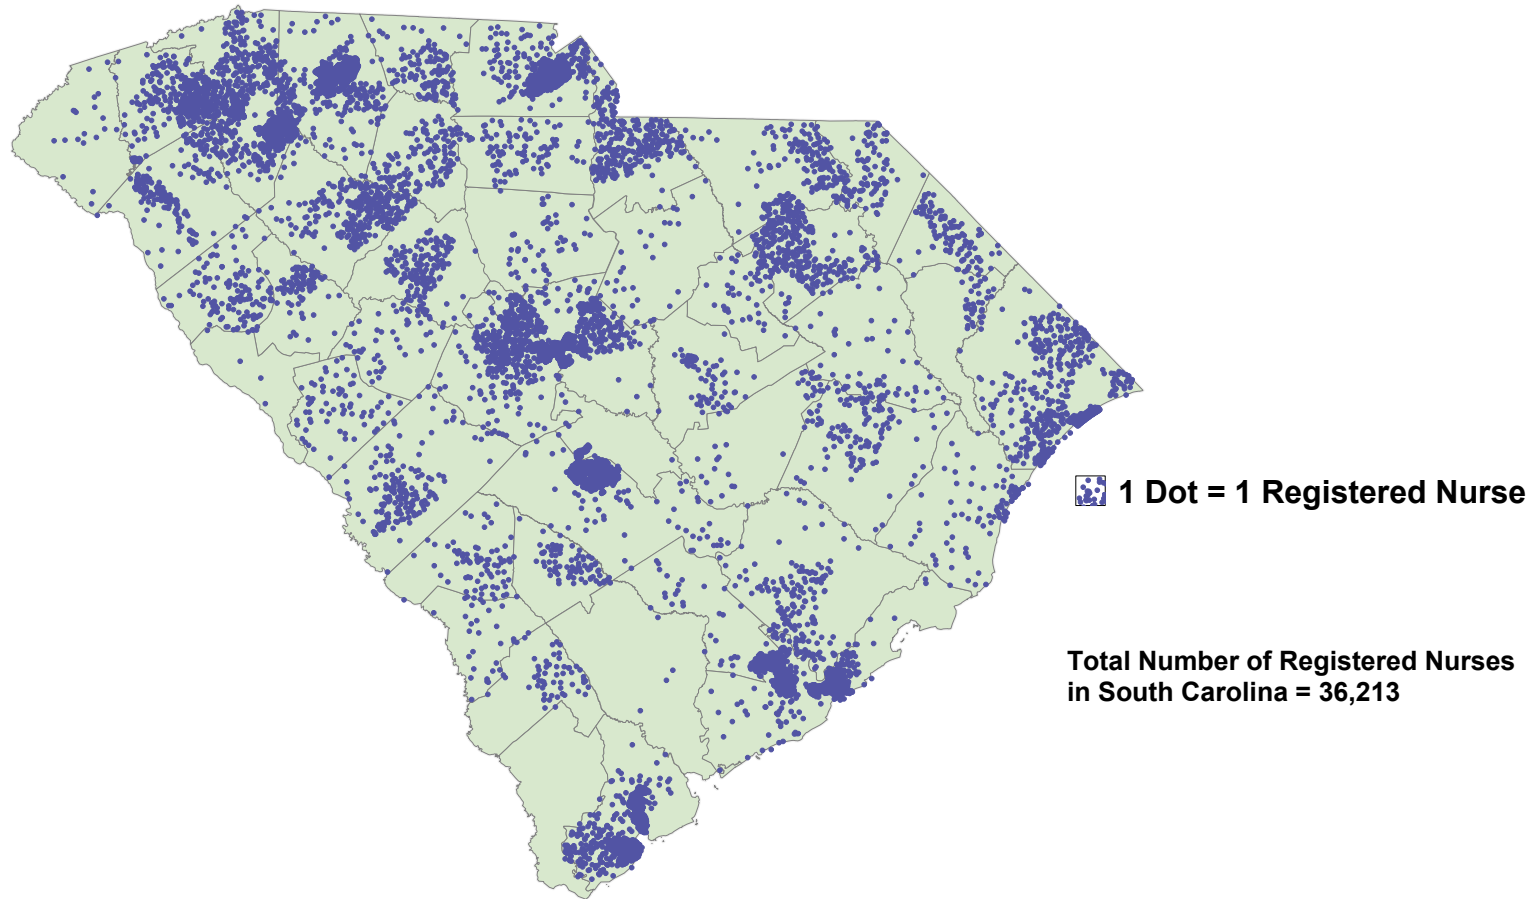 1 Dot = 1 Registered Nurse
Total Number of Registered Nurses
in South Carolina = 36,213